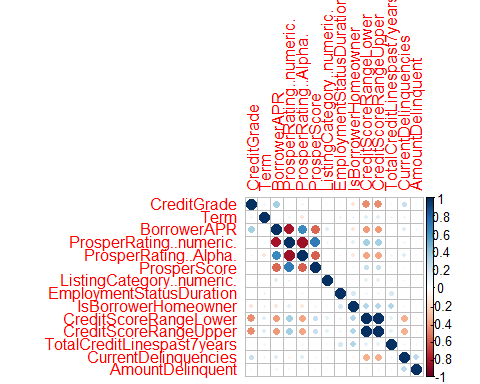 CreditGrade
Term
BorrowerAPR
ProsperRating..numeric.
ProsperRating..Alpha.
ProsperScore
ListingCategory..numeric.
EmploymentStatusDuration
IsBorrowerHomeowner
CreditScoreRangeLower
CreditScoreRangeUpper
TotalCreditLinespast7years
CurrentDelinquencies
AmountDelinquent
CreditGrade
Term
BorrowerAPR
ProsperRating..numeric.
ProsperRating..Alpha.
ProsperScore
ListingCategory..numeric.
EmploymentStatusDuration
IsBorrowerHomeowner
CreditScoreRangeLower
CreditScoreRangeUpper
TotalCreditLinespast7years
CurrentDelinquencies
AmountDelinquent
1
0.8
0.6
0.4
0.2
0
-0.2
-0.4
-0.6
-0.8
-1